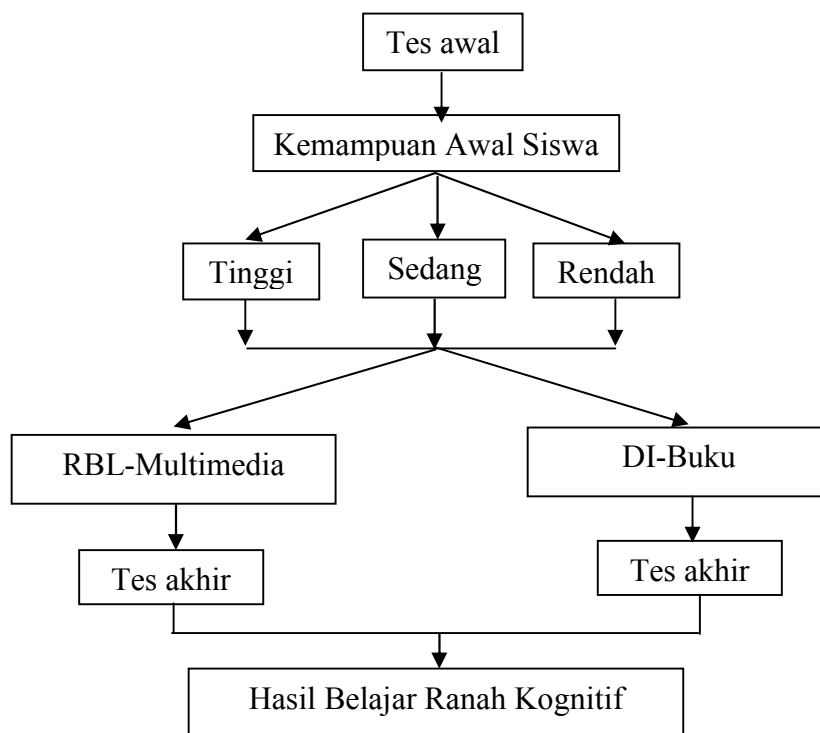 Tes awal
Kemampuan Awal Siswa
Tinggi
Sedang
Rendah
RBL-Multimedia
DI-Buku
Tes akhir
Tes akhir
Hasil Belajar Ranah Kognitif